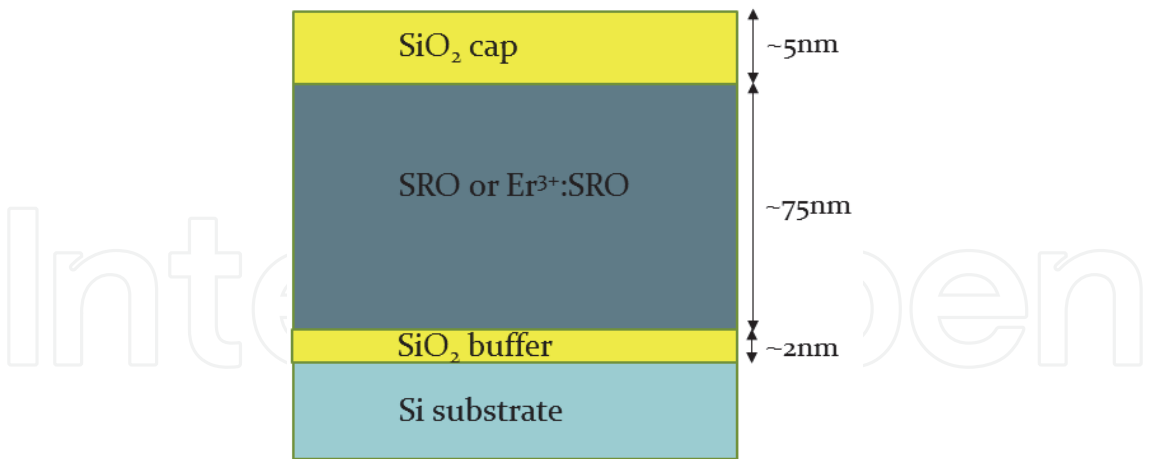 SiO₂ cap
~5nm
SRO or Er³⁺:SRO
~75nm
SiO₂ buffer
~2nm
Si substrate